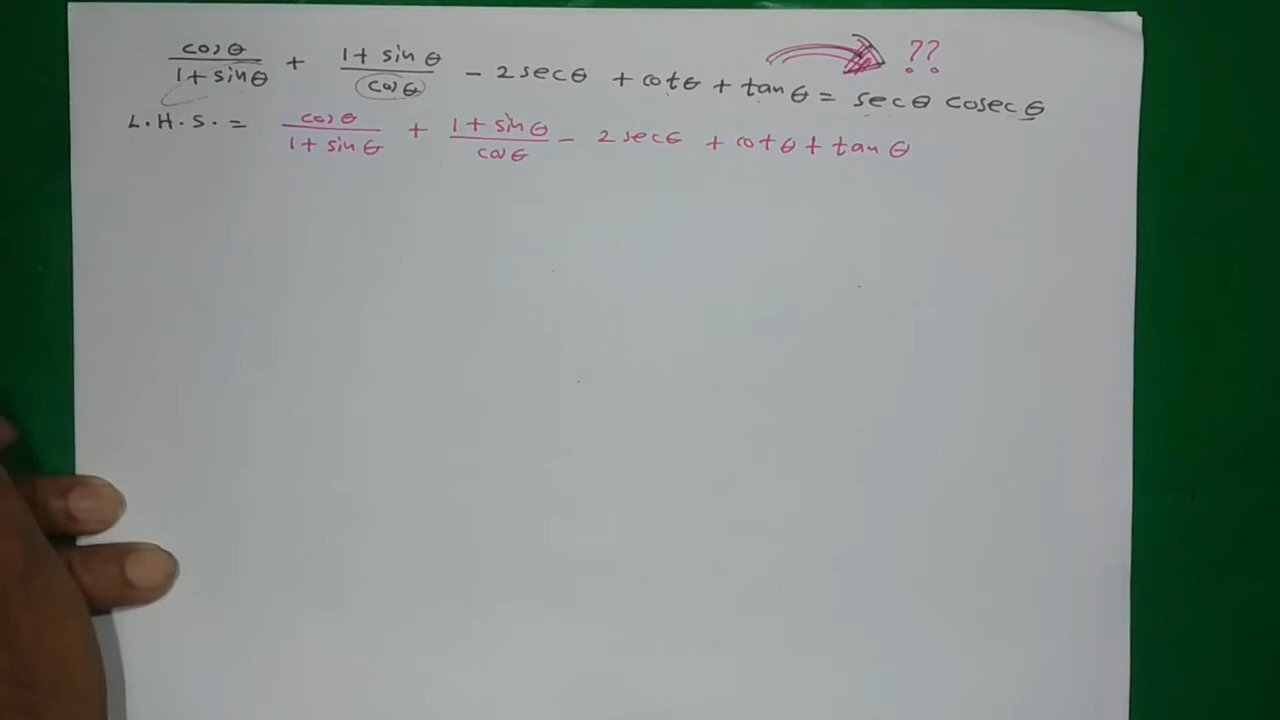 cosθ/1+sinθ + 1+sinθ/cosθ - 2secθ + cotθ + tanθ = secθ cosecθ ??
L.H.S. = cosθ/1+sinθ + 1+sinθ/cosθ - 2secθ + cotθ + tanθ